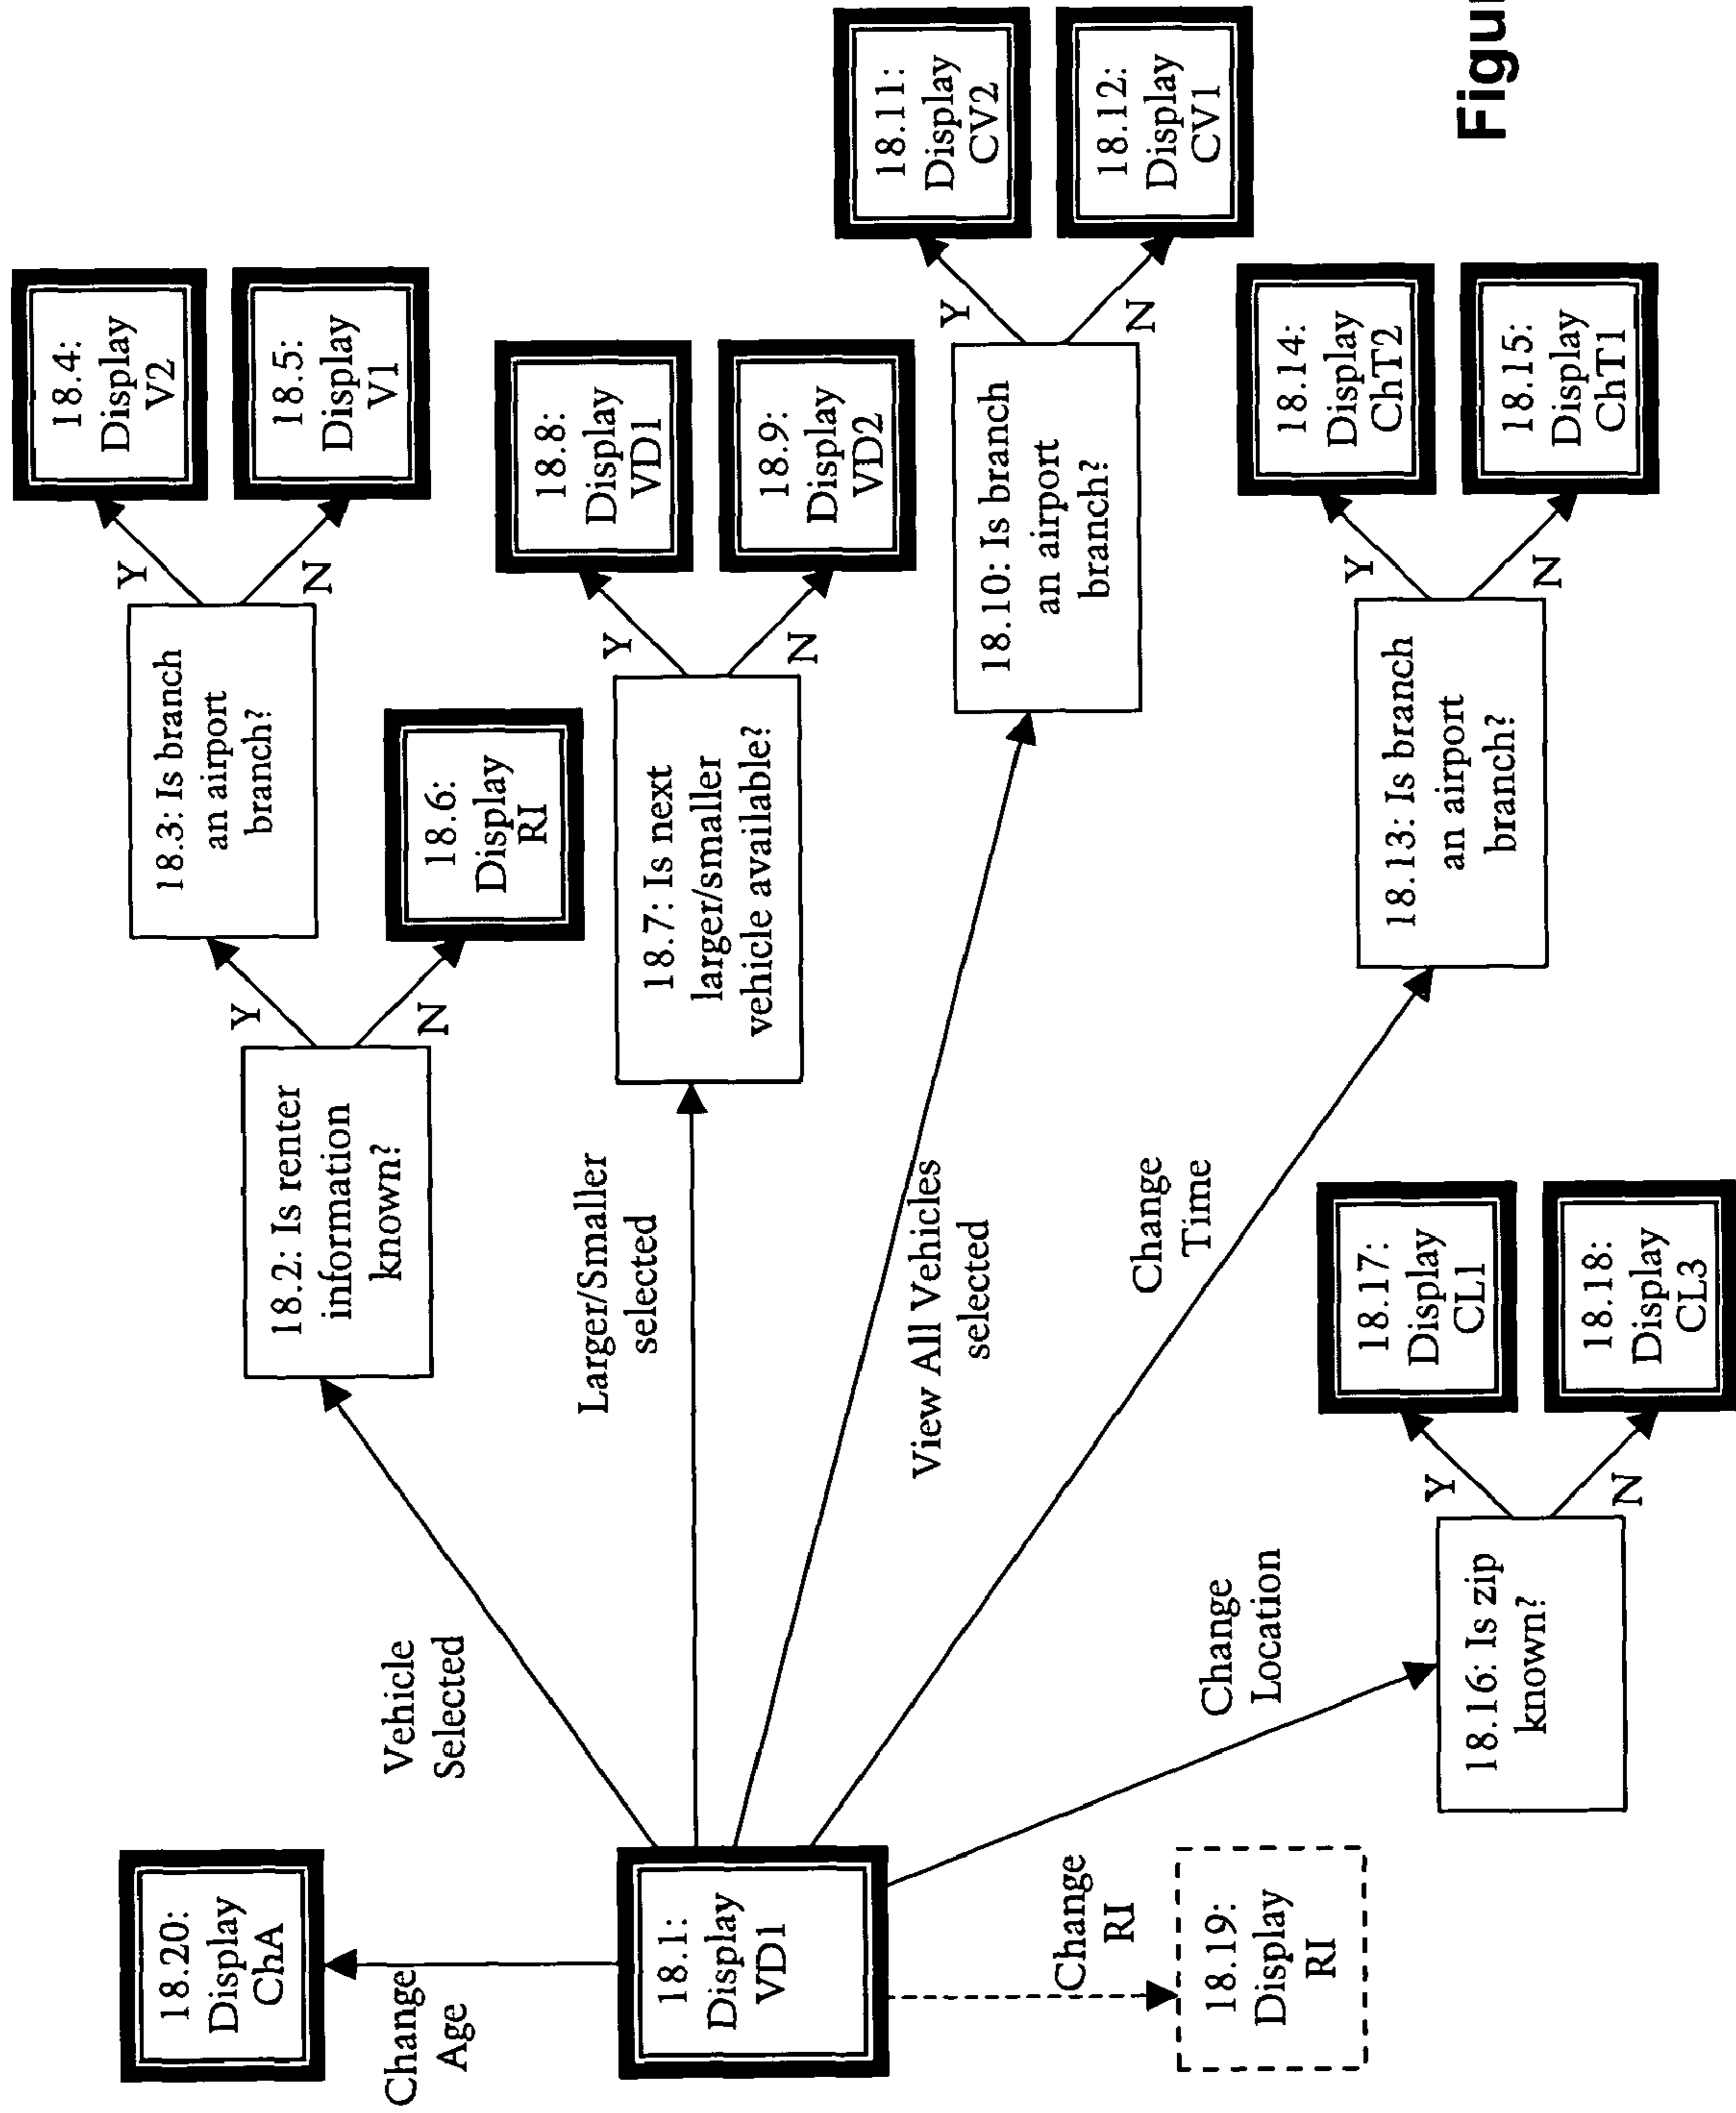 18.20:
Display
ChA
Change
Age
18.1:
Display
VD1
Change
RI
18.19:
Display
RI
Vehicle
Selected
18.2: Is renter
information
known?
Y
N
18.3: Is branch
an airport
branch?
Y
N
18.4:
Display
V2
18.5:
Display
V1
18.6:
Display
RI
Larger/Smaller
selected
18.7: Is next
larger/smaller
vehicle available?
Y
N
18.8:
Display
VD1
18.9:
Display
VD2
View All Vehicles
selected
18.10: Is branch
an airport
branch?
Y
N
18.11:
Display
CV2
18.12:
Display
CV1
Change
Time
18.13: Is branch
an airport
branch?
Y
N
18.14:
Display
ChT2
18.15:
Display
ChT1
Change
Location
18.16: Is zip
known?
Y
N
18.17:
Display
CL1
18.18:
Display
CL3